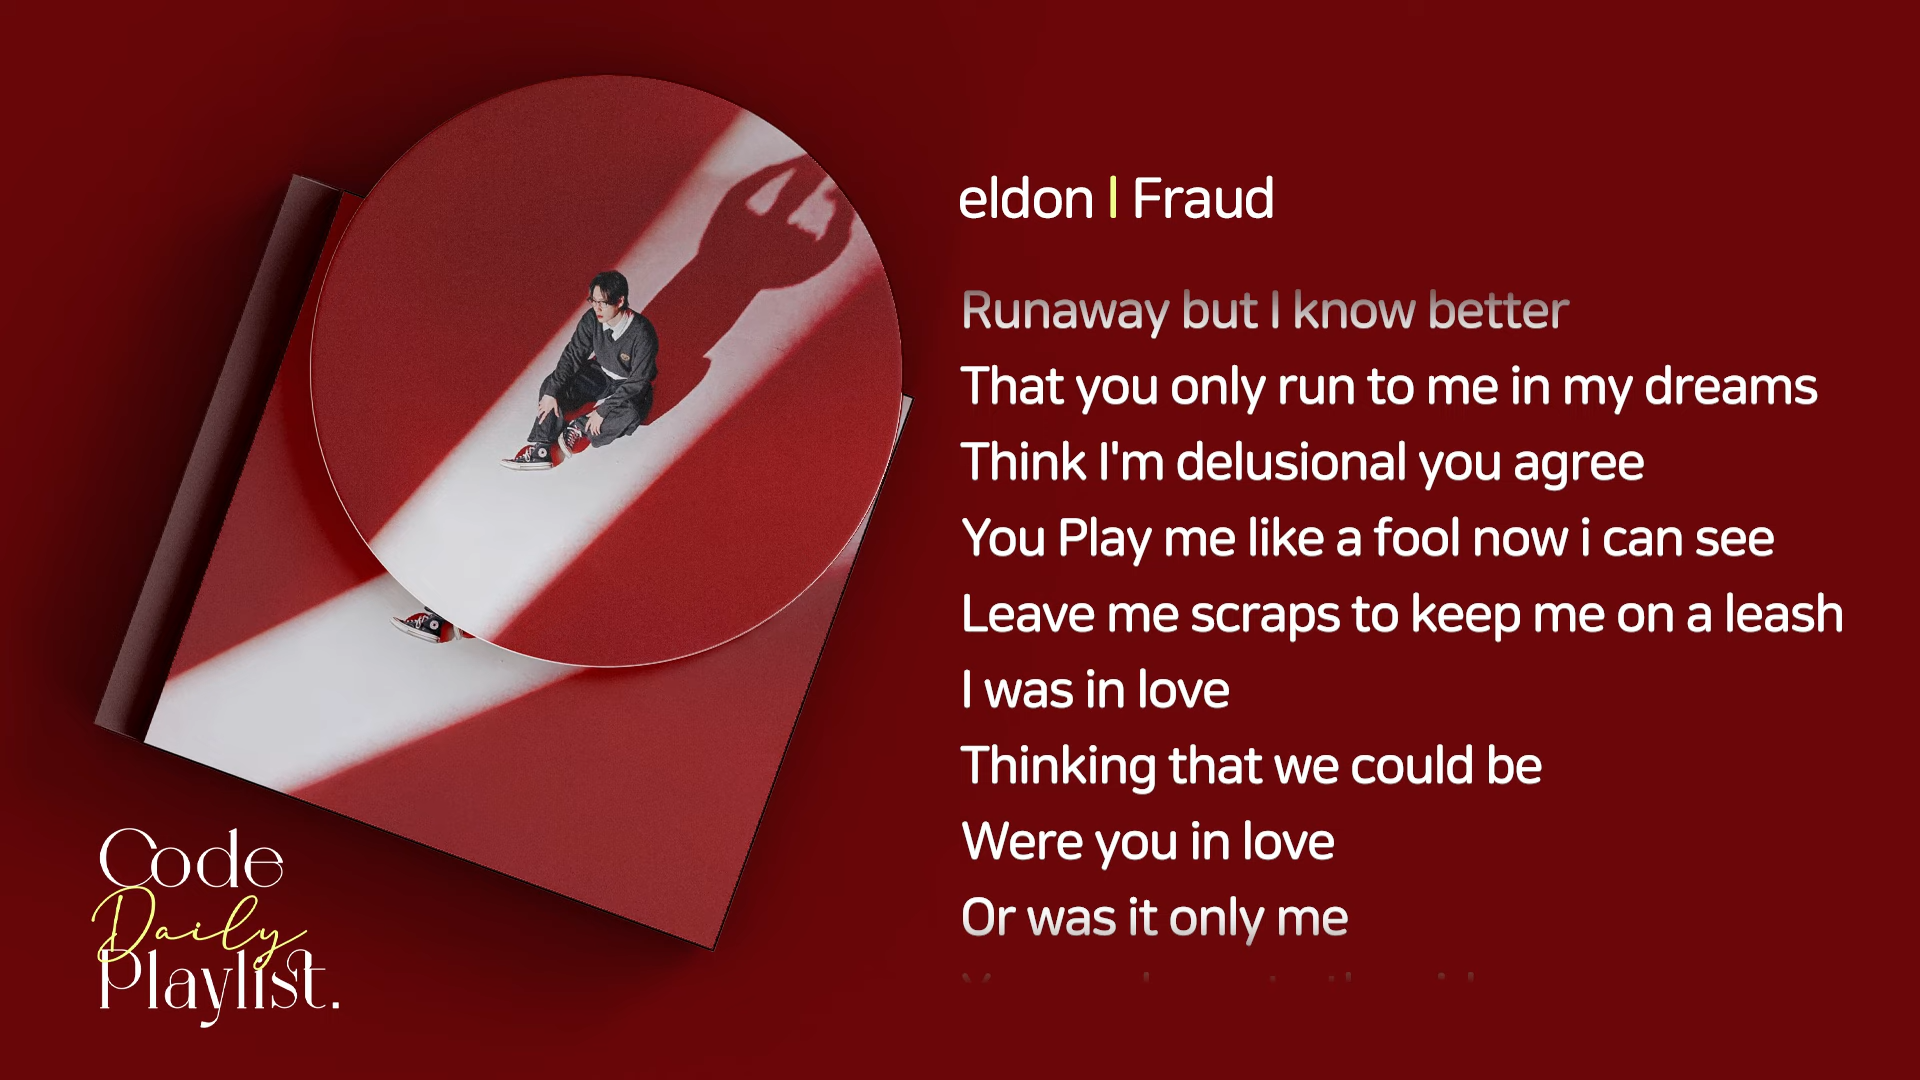 eldon | Fraud
Runaway but I know better
That you only run to me in my dreams
Think I'm delusional you agree
You Play me like a fool now i can see
Leave me scraps to keep me on a leash
I was in love
Thinking that we could be
Were you in love
Or was it only me
Code
Daily
Playlist.